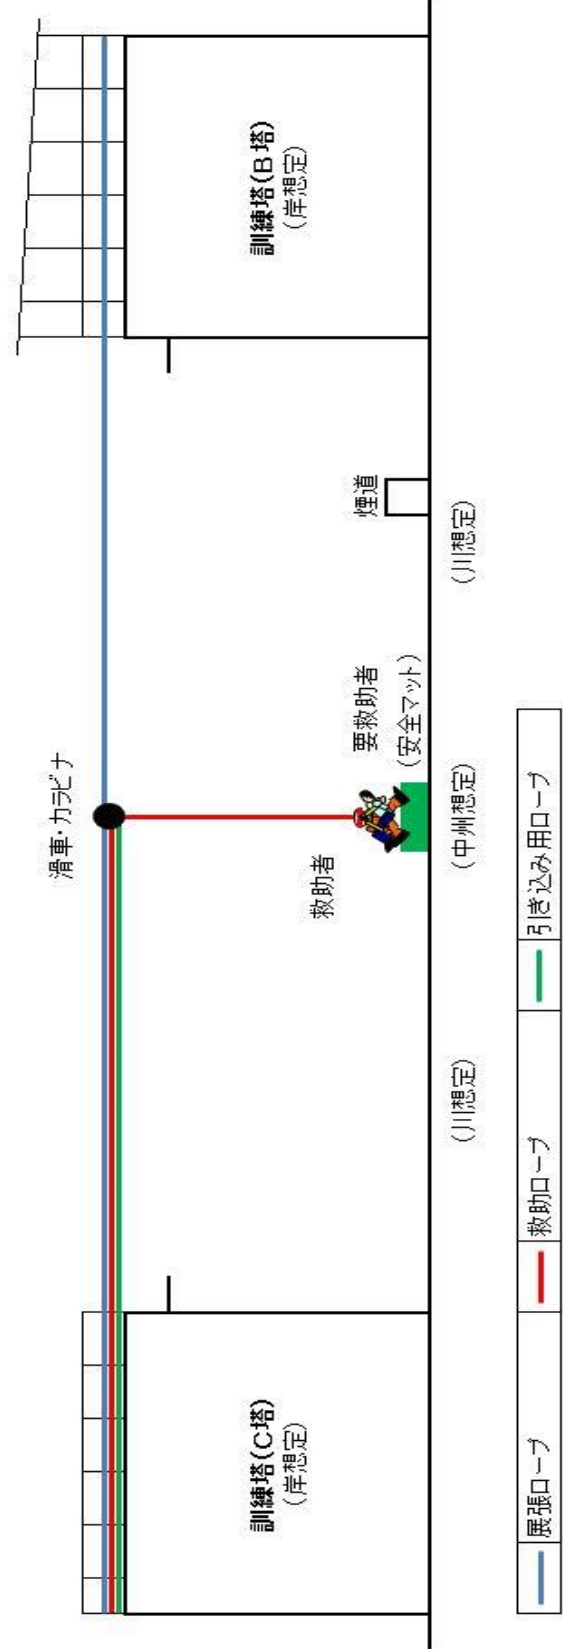 滑車・カラビナ
訓練塔(C塔)
(岸想定)
救助者
要救助者
(安全マット)
煙道
訓練塔(B塔)
(岸想定)
(川想定)
(中州想定)
(川想定)
展張ロープ
救助ロープ
引き込み用ロープ